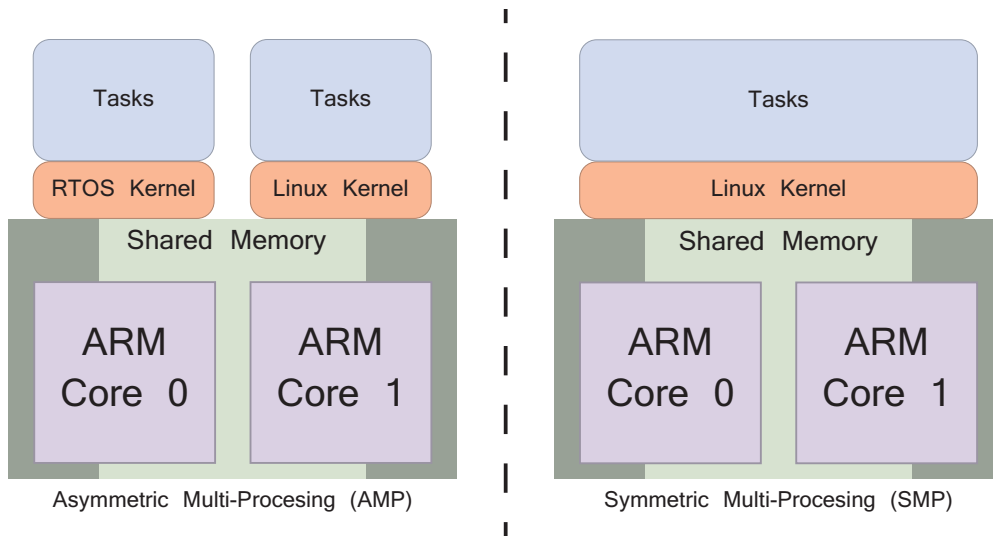 Tasks
Tasks
RTOS Kernel
Linux Kernel
Shared Memory
ARM
Core 0
ARM
Core 1
Asymmetric Multi-Procesing (AMP)
Tasks
Linux Kernel
Shared Memory
ARM
Core 0
ARM
Core 1
Symmetric Multi-Procesing (SMP)